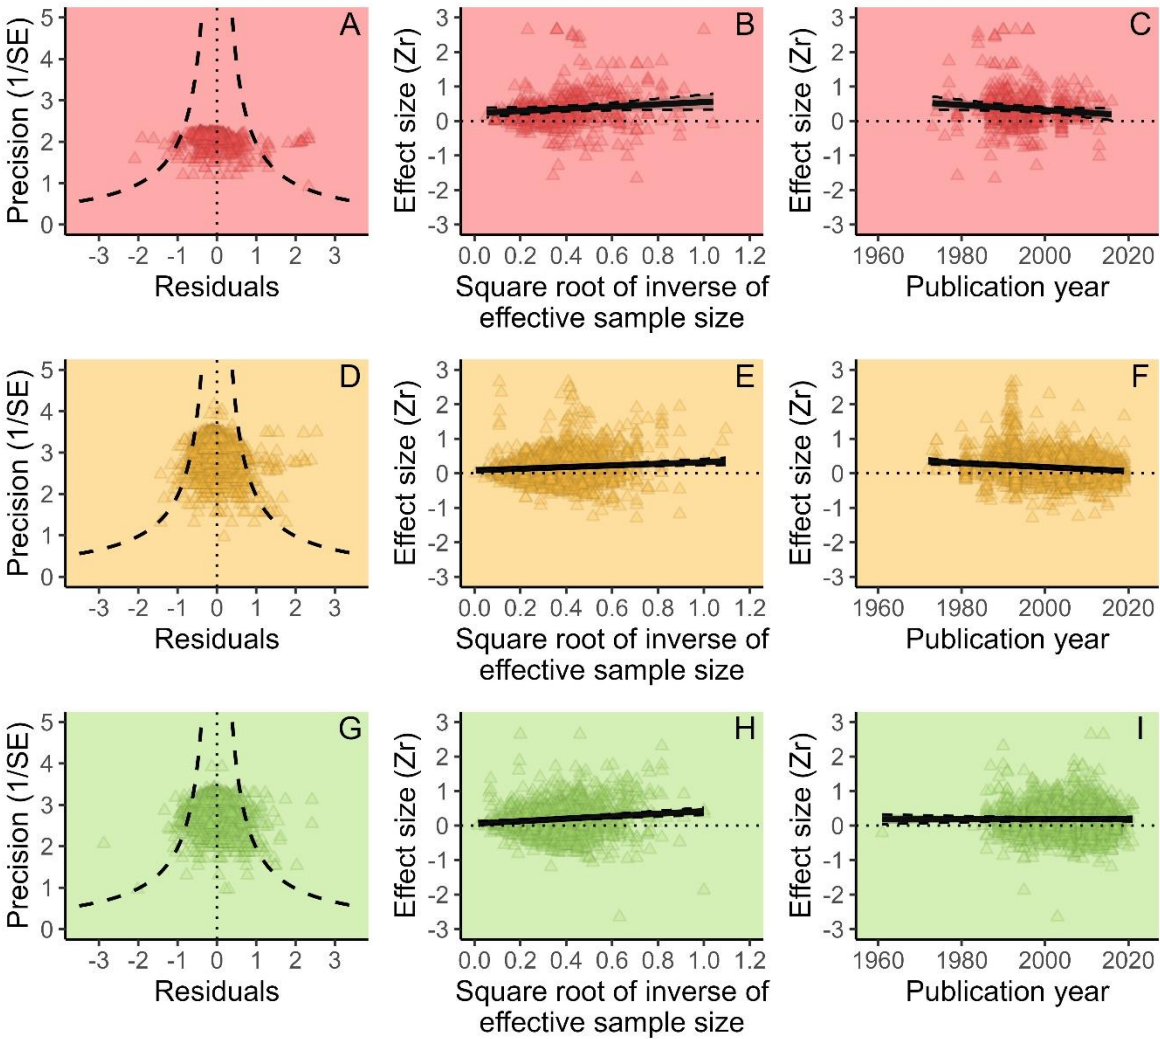 A
Precision (1/SE)
5
4
3
2
1
0
-3 -2 -1 0 1 2 3
Residuals
B
Effect size (Zr)
3
2
1
0
-1
-2
-3
0.0 0.2 0.4 0.6 0.8 1.0 1.2
Square root of inverse of
effective sample size
C
Effect size (Zr)
3
2
1
0
-1
-2
-3
1960 1980 2000 2020
Publication year
D
Precision (1/SE)
5
4
3
2
1
0
-3 -2 -1 0 1 2 3
Residuals
E
Effect size (Zr)
3
2
1
0
-1
-2
-3
0.0 0.2 0.4 0.6 0.8 1.0 1.2
Square root of inverse of
effective sample size
F
Effect size (Zr)
3
2
1
0
-1
-2
-3
1960 1980 2000 2020
Publication year
G
Precision (1/SE)
5
4
3
2
1
0
-3 -2 -1 0 1 2 3
Residuals
H
Effect size (Zr)
3
2
1
0
-1
-2
-3
0.0 0.2 0.4 0.6 0.8 1.0 1.2
Square root of inverse of
effective sample size
I
Effect size (Zr)
3
2
1
0
-1
-2
-3
1960 1980 2000 2020
Publication year